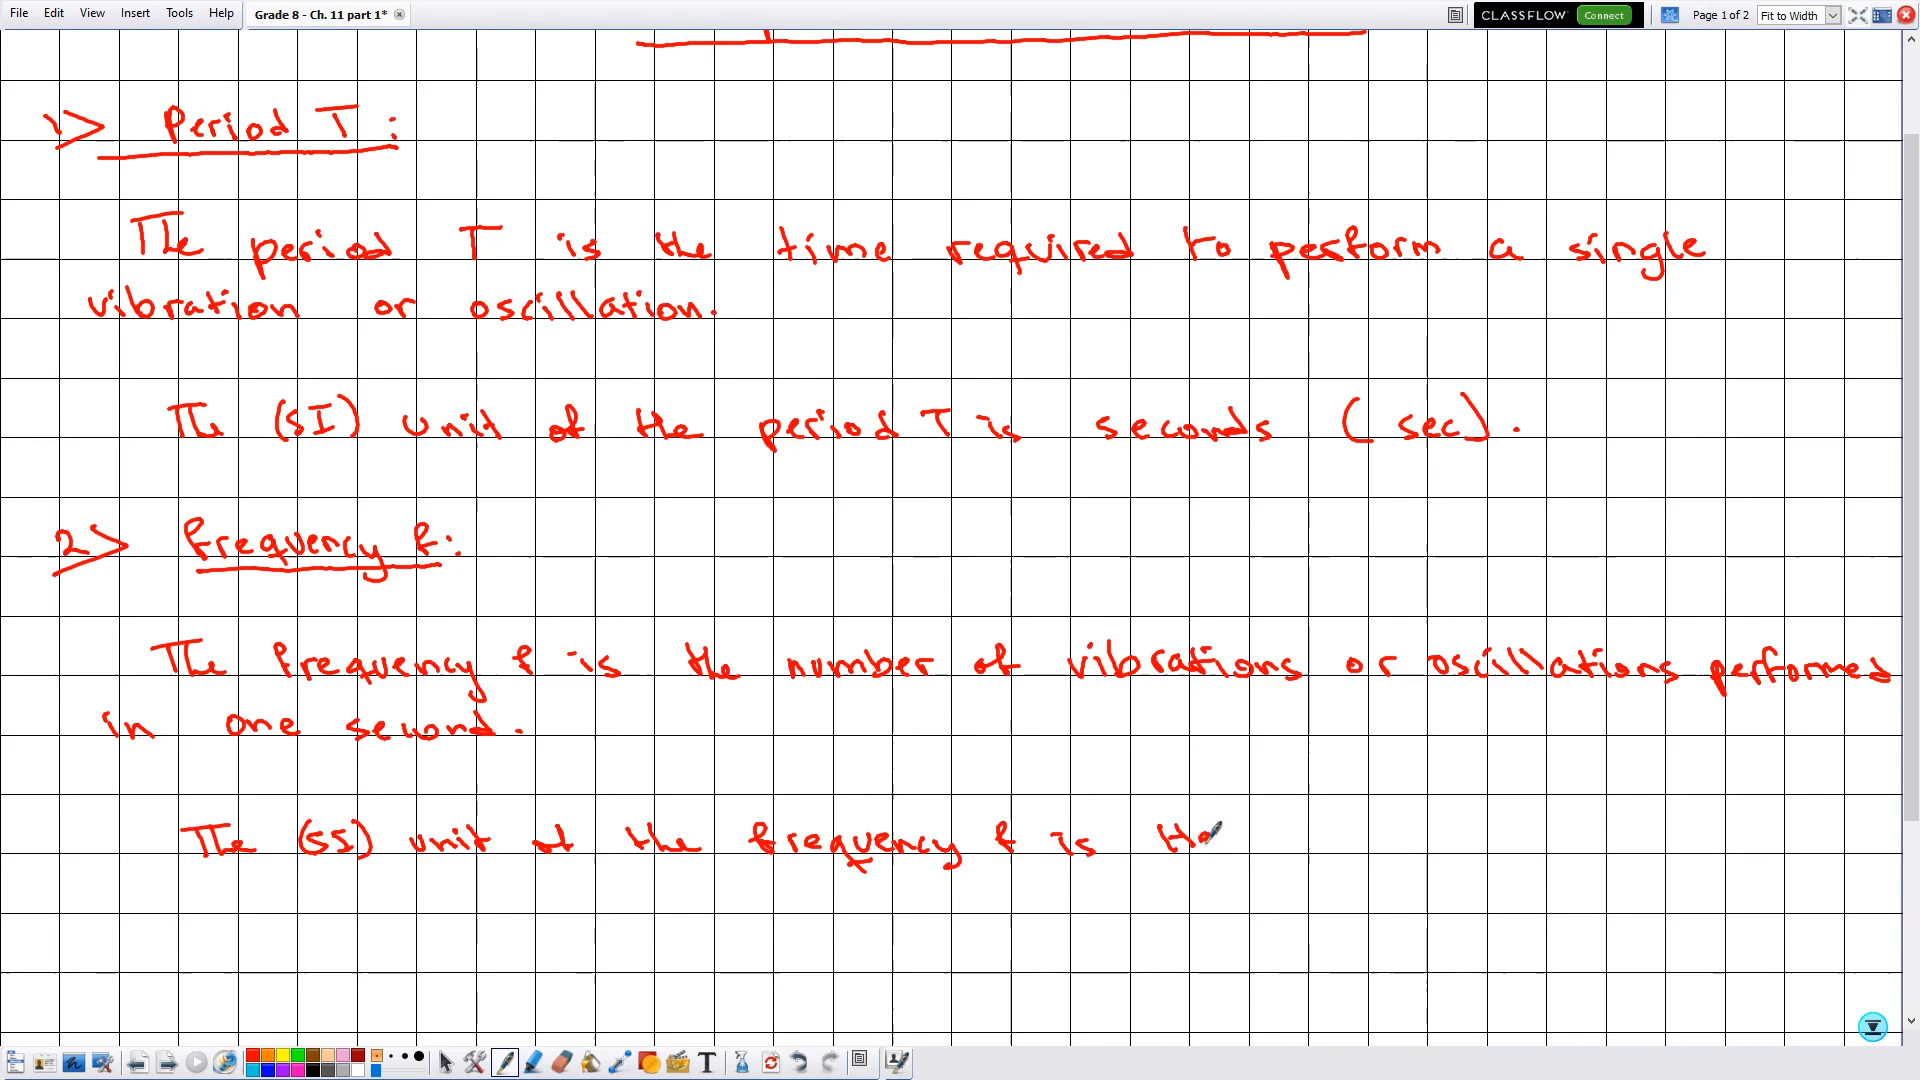 File Edit View Insert Tools Help Grade 8 - Ch. 11 part 1* CLASSFLOW Connect Page 1 of 2 Fit to Width
1> Period T:
The period T is the time required to perform a single
vibration or oscillation.
The (SI) unit of the period T is seconds (sec).
2> frequency f:
The frequency f is the number of vibrations or oscillations performed
in one second.
The (SI) unit of the frequency f is He
T